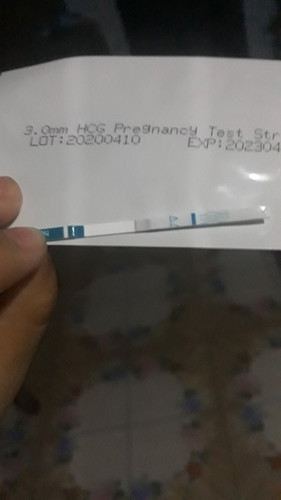 3.0mm HCG Pregnancy Test Str
LOT:20200410 EXP:202304